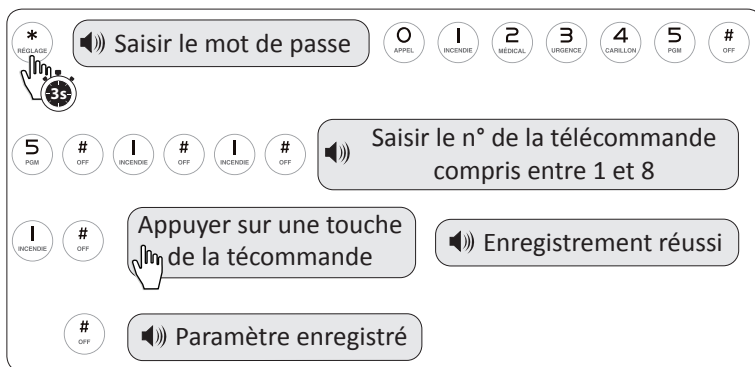 * RÉGLAGE 3s Saisir le mot de passe 0 APPEL 1 INCENDIE 2 MÉDICAL 3 URGENCE 4 CARILLON 5 PGM # OFF
5 PGM # OFF 1 INCENDIE # OFF 1 INCENDIE # OFF Saisir le n° de la télécommande
compris entre 1 et 8
1 INCENDIE # OFF Appuyer sur une touche
de la técommande
Enregistrement réussi
# OFF Paramètre enregistré